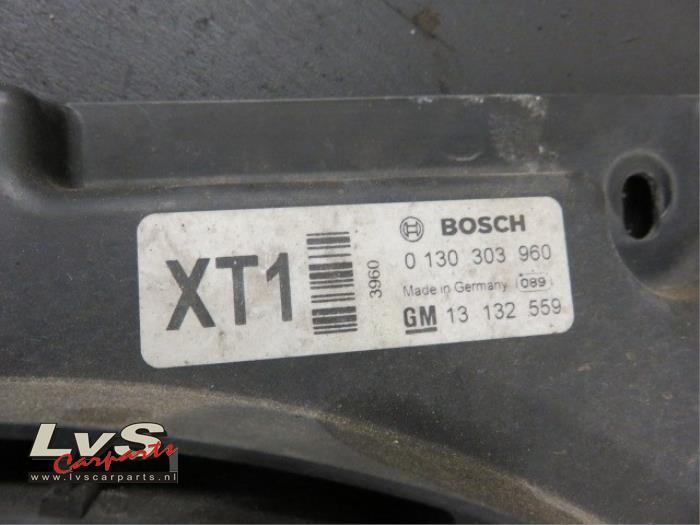 XT1
3960
BOSCH
0 130 303 960
Made in Germany 089
GM 13 132 559
LvS
Carparts
www.lvscarparts.nl